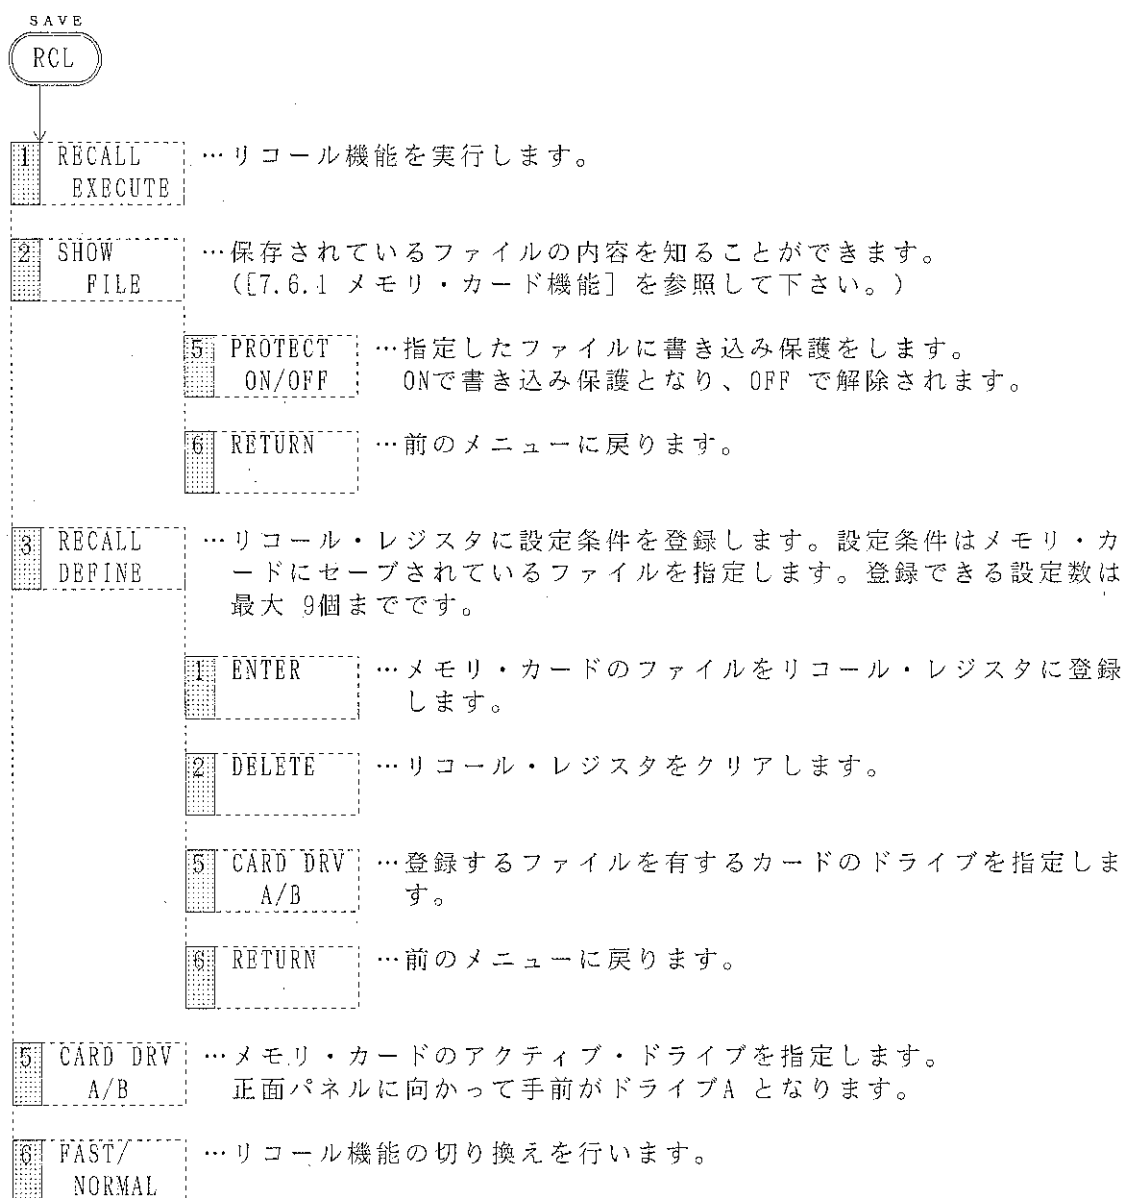 SAVE
RCL
1 RECALL …リコール機能を実行します。
EXECUTE
2 SHOW …保存されているファイルの内容を知ることができます。
FILE ([7.6.1 メモリ・カード機能] を参照して下さい。)
5 PROTECT …指定したファイルに書き込み保護をします。
ON/OFF ONで書き込み保護となり、OFF で解除されます。
6 RETURN …前のメニューに戻ります。
3 RECALL …リコール・レジスタに設定条件を登録します。設定条件はメモリ・カ
DEFINE ードにセーブされているファイルを指定します。登録できる設定数は
最大 9個までです。
1 ENTER …メモリ・カードのファイルをリコール・レジスタに登録
します。
2 DELETE …リコール・レジスタをクリアします。
5 CARD DRV …登録するファイルを有するカードのドライブを指定しま
A/B す。
6 RETURN …前のメニューに戻ります。
5 CARD DRV …メモリ・カードのアクティブ・ドライブを指定します。
A/B 正面パネルに向かって手前がドライブA となります。
6 FAST/ …リコール機能の切り換えを行います。
NORMAL